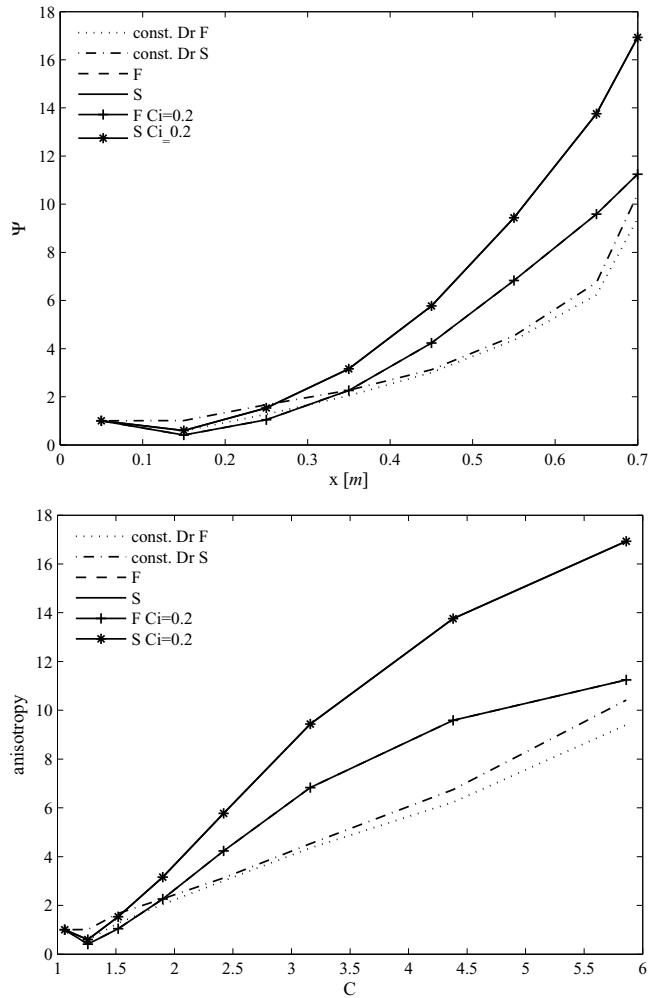 18
const. Dr F
16
const. Dr S
F
14
S
F Ci=0.2
12
S Ci=0.2
10
Ψ
8
6
4
2
0
0 0.1 0.2 0.3 0.4 0.5 0.6 0.7
x [m]
18
const. Dr F
16
const. Dr S
F
14
S
F Ci=0.2
12
S Ci=0.2
10
anisotropy
8
6
4
2
0
1 1.5 2 2.5 3 3.5 4 4.5 5 5.5 6
C